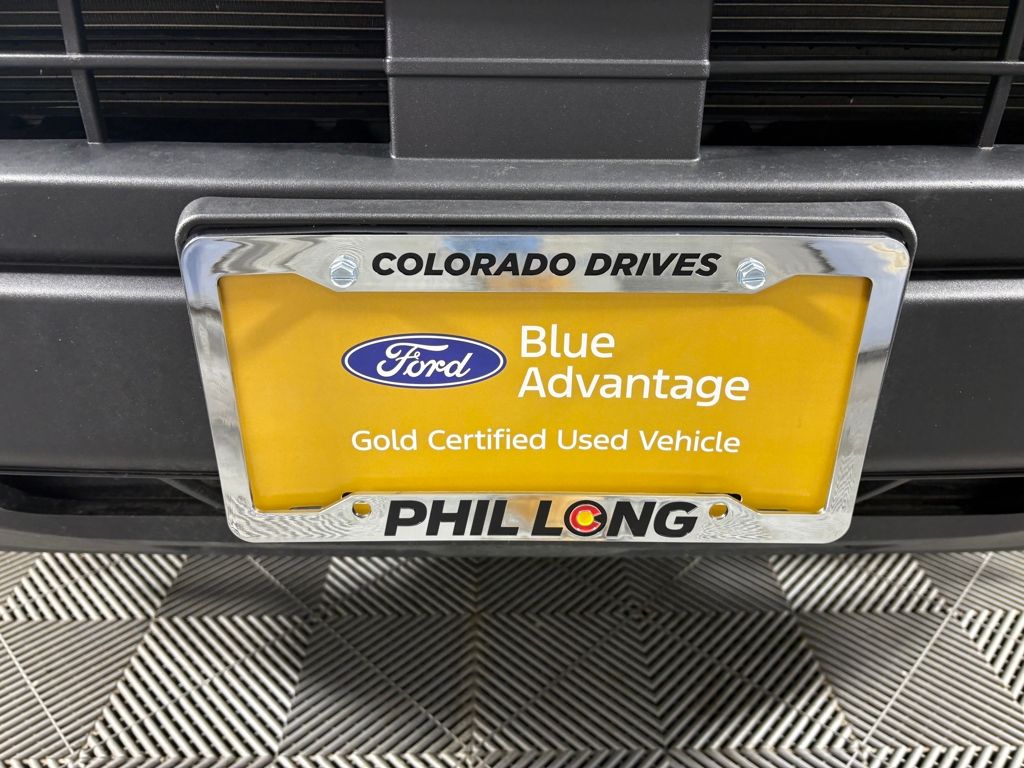 COLORADO DRIVES
Ford
Blue
Advantage
Gold Certified Used Vehicle
PHIL LONG